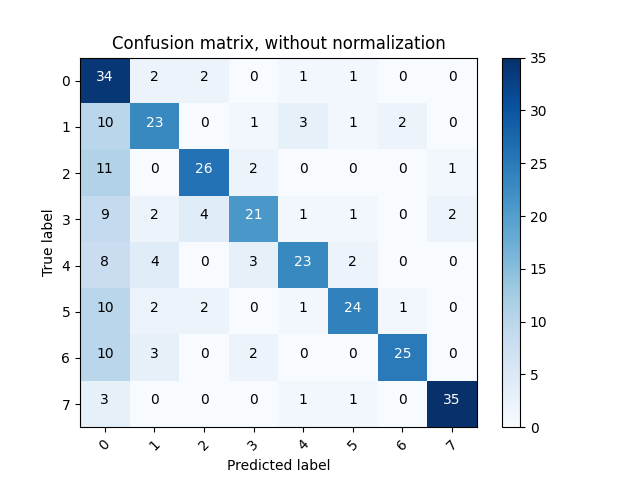 Confusion matrix, without normalization
0 34 2 2 0 1 1 0 0
1 10 23 0 1 3 1 2 0
2 11 0 26 2 0 0 0 1
3 9 2 4 21 1 1 0 2
4 8 4 0 3 23 2 0 0
5 10 2 2 0 1 24 1 0
6 10 3 0 2 0 0 25 0
7 3 0 0 0 1 1 0 35
0 1 2 3 4 5 6 7
True label
Predicted label
35
30
25
20
15
10
5
0